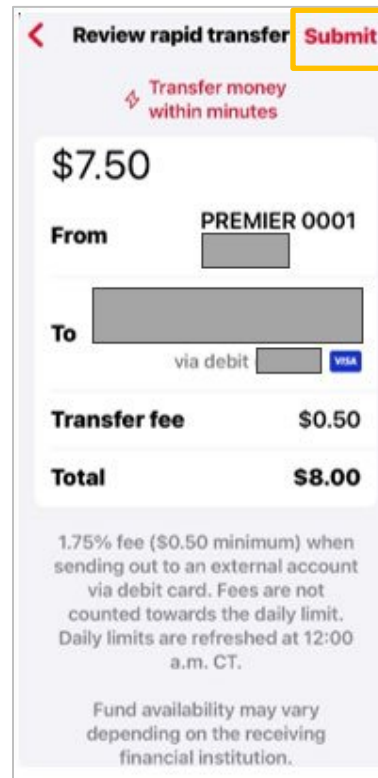 Review rapid transfer Submit
Transfer money
within minutes
$7.50
From PREMIER 0001
To
via debit VISA
Transfer fee $0.50
Total $8.00
1.75% fee ($0.50 minimum) when
sending out to an external account
via debit card. Fees are not
counted towards the daily limit.
Daily limits are refreshed at 12:00
a.m. CT.
Fund availability may vary
depending on the receiving
financial institution.